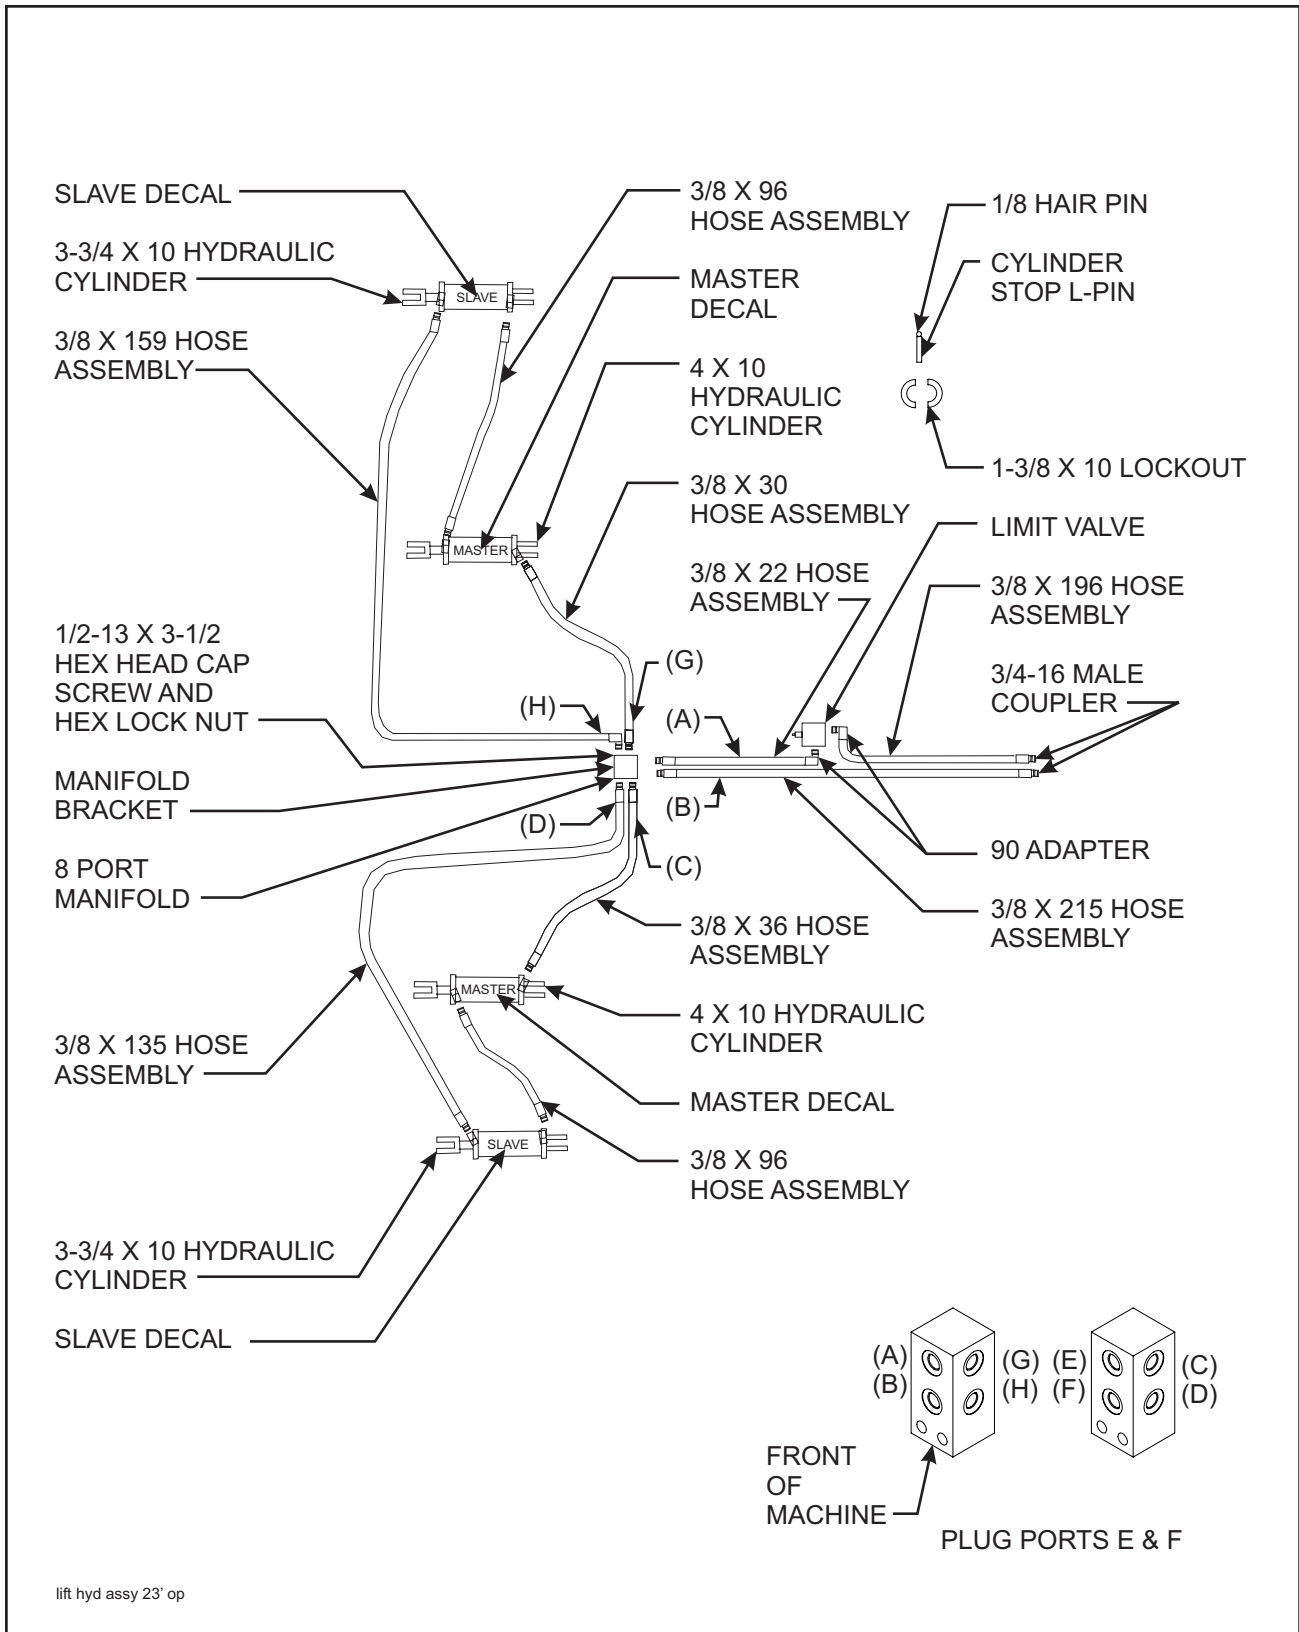 SLAVE DECAL
3-3/4 X 10 HYDRAULIC
CYLINDER
3/8 X 159 HOSE
ASSEMBLY
1/2-13 X 3-1/2
HEX HEAD CAP
SCREW AND
HEX LOCK NUT
MANIFOLD
BRACKET
8 PORT
MANIFOLD
3/8 X 135 HOSE
ASSEMBLY
3-3/4 X 10 HYDRAULIC
CYLINDER
SLAVE DECAL
SLAVE
MASTER
(H)
(G)
(A)
(B)
(D)
(C)
MASTER
SLAVE
3/8 X 96
HOSE ASSEMBLY
MASTER
DECAL
4 X 10
HYDRAULIC
CYLINDER
3/8 X 30
HOSE ASSEMBLY
3/8 X 22 HOSE
ASSEMBLY
3/8 X 36 HOSE
ASSEMBLY
4 X 10 HYDRAULIC
CYLINDER
MASTER DECAL
3/8 X 96
HOSE ASSEMBLY
1/8 HAIR PIN
CYLINDER
STOP L-PIN
1-3/8 X 10 LOCKOUT
LIMIT VALVE
3/8 X 196 HOSE
ASSEMBLY
3/4-16 MALE
COUPLER
90 ADAPTER
3/8 X 215 HOSE
ASSEMBLY
(A)
(B)
(G)
(H)
(E)
(F)
(C)
(D)
FRONT
OF
MACHINE
PLUG PORTS E & F
lift hyd assy 23' op